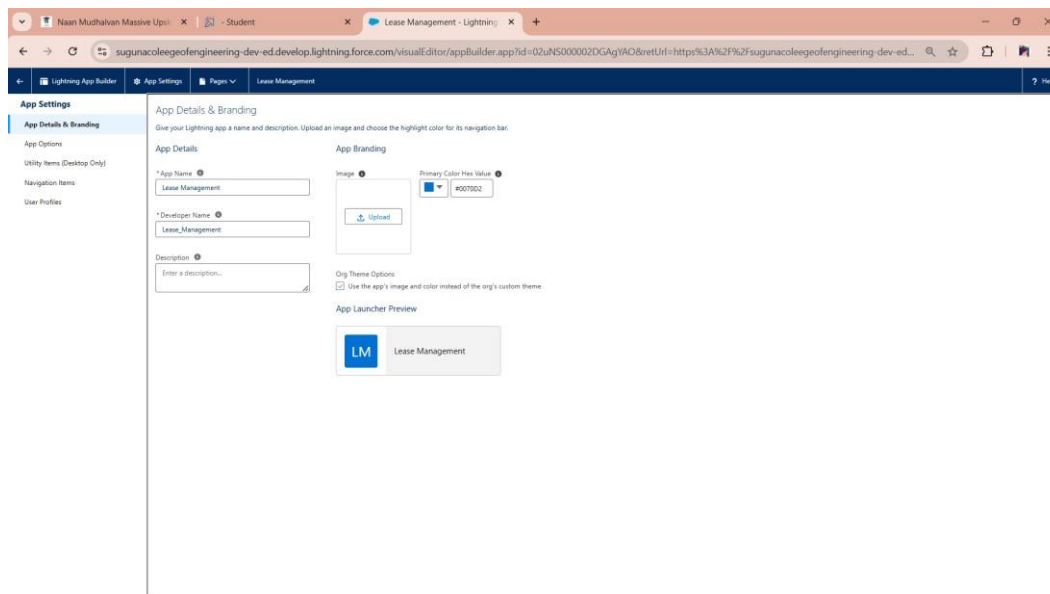 Naan Mudhalvan Massive Upsk
- Student
Lease Management - Lightning
sugunacoleegeofengineering-dev-ed.develop.lightning.force.com/visualEditor/appBuilder.app?id=02uNS000002DGAgYAO&retUrl=https%3A%2F%2Fsugunacoleegeofengineering-dev-ed...
Lightning App Builder
App Settings
Pages
Lease Management
? He
App Settings
App Details & Branding
App Options
Utility Items (Desktop Only)
Navigation Items
User Profiles
App Details & Branding
Give your Lightning app a name and description. Upload an image and choose the highlight color for its navigation bar.
App Details
* App Name
Lease Management
* Developer Name
Lease_Management
Description
Enter a description...
App Branding
Image
Upload
Primary Color Hex Value
#0070D2
Org Theme Options
Use the app's image and color instead of the org's custom theme
App Launcher Preview
LM
Lease Management